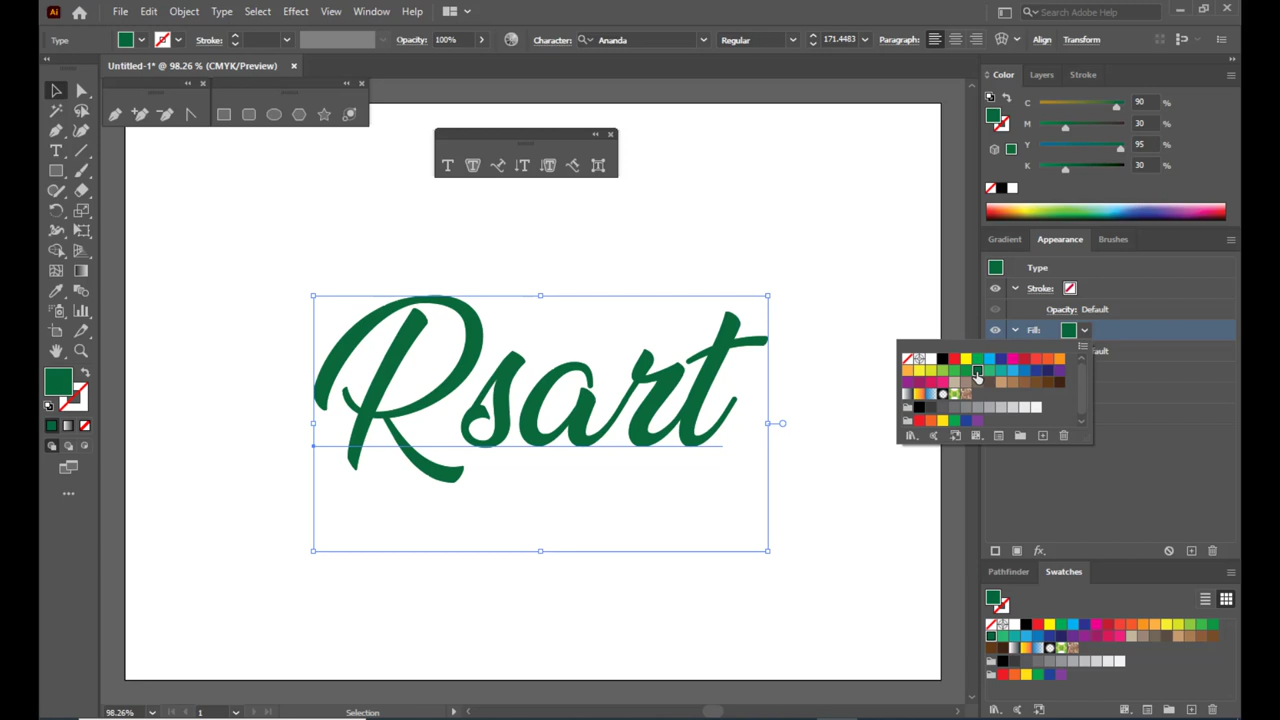 Ai File Edit Object Type Select Effect View Window Help Search Adobe Help
Type Stroke: Opacity: 100% Character: Ananda Regular 171.4483 Paragraph: Align Transform
Untitled-1* @ 98.26 % (CMYK/Preview)
Color Layers Stroke
C 90 %
M 30 %
Y 95 %
K 30 %
Gradient Appearance Brushes
Type
Stroke:
Opacity: Default
Fill:
Rsart
Pathfinder Swatches
98.26% 1 Selection